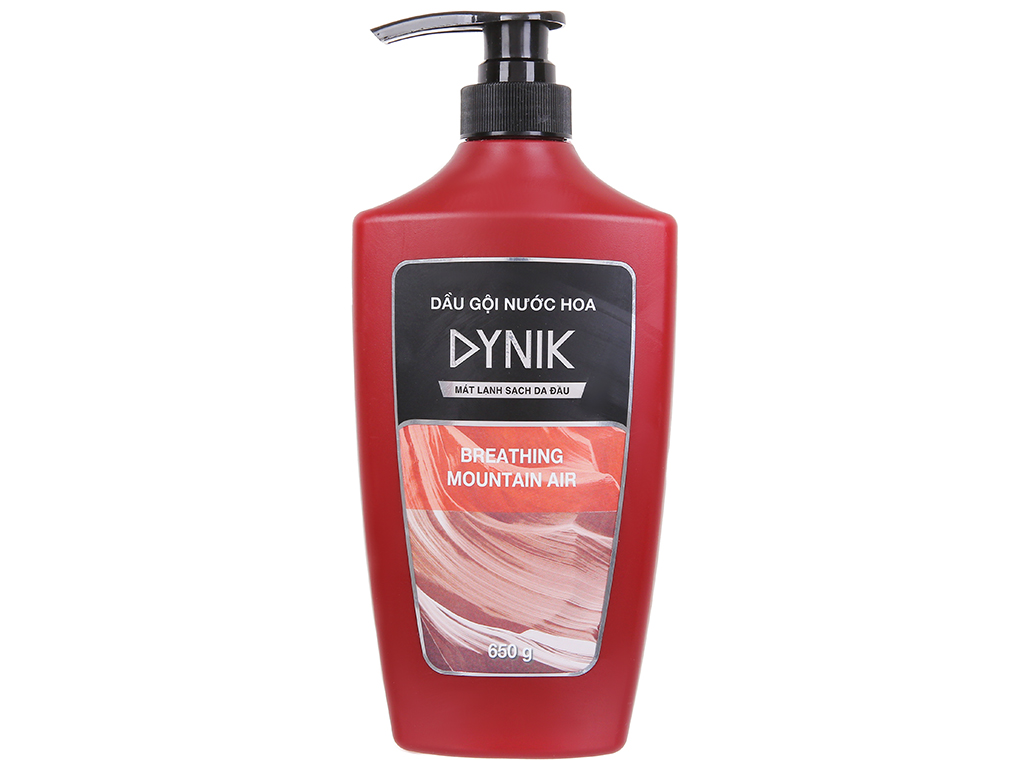 DẦU GỘI NƯỚC HOA
DYNIK
MÁT LẠNH SẠCH DA ĐẦU
BREATHING
MOUNTAIN AIR
650 g